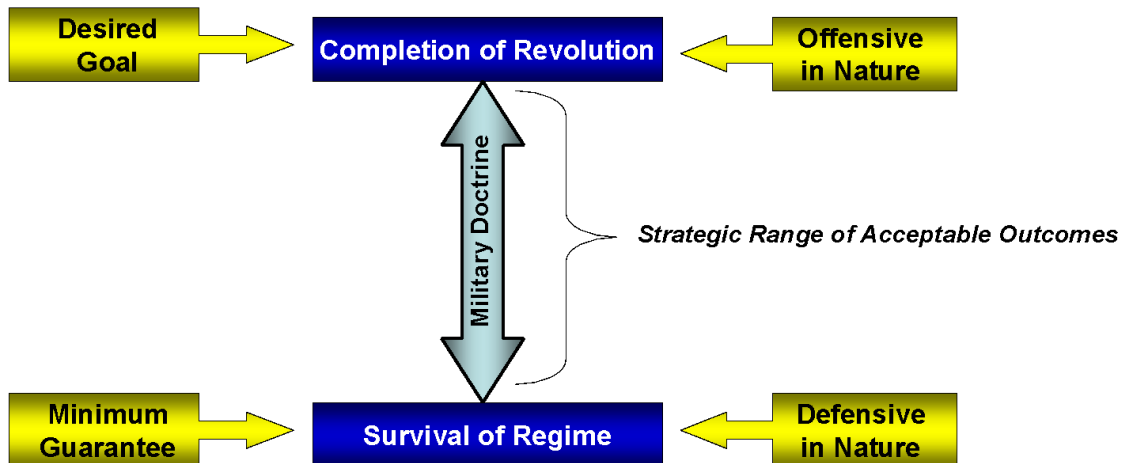 Desired
Goal
Completion of Revolution
Offensive
in Nature
Military Doctrine
Strategic Range of Acceptable Outcomes
Minimum
Guarantee
Survival of Regime
Defensive
in Nature